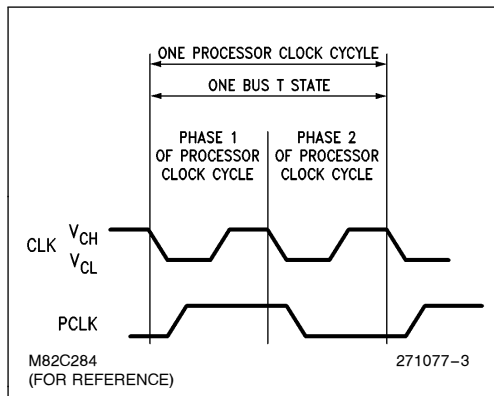 ONE PROCESSOR CLOCK CYCYLE
ONE BUS T STATE
PHASE 1
OF PROCESSOR
CLOCK CYCLE
PHASE 2
OF PROCESSOR
CLOCK CYCLE
CLK
VCH
VCL
PCLK
M82C284
(FOR REFERENCE)
271077–3